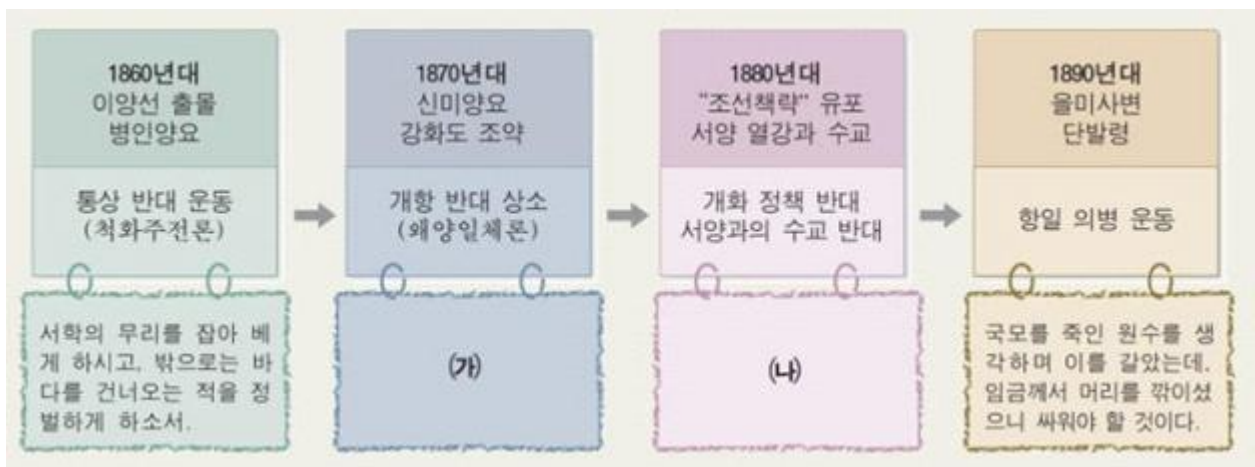 1860년대
이양선 출몰
병인양요
통상 반대 운동
(척화주전론)
서학의 무리를 잡아 베
게 하시고, 밖으로는 바
다를 건너오는 적을 정
벌하게 하소서.
1870년대
신미양요
강화도 조약
개항 반대 상소
(왜양일체론)
(가)
1880년대
"조선책략" 유포
서양 열강과 수교
개화 정책 반대
서양과의 수교 반대
(나)
1890년대
을미사변
단발령
항일 의병 운동
국모를 죽인 원수를 생
각하며 이를 갈았는데,
임금께서 머리를 깎이셨
으니 싸워야 할 것이다.